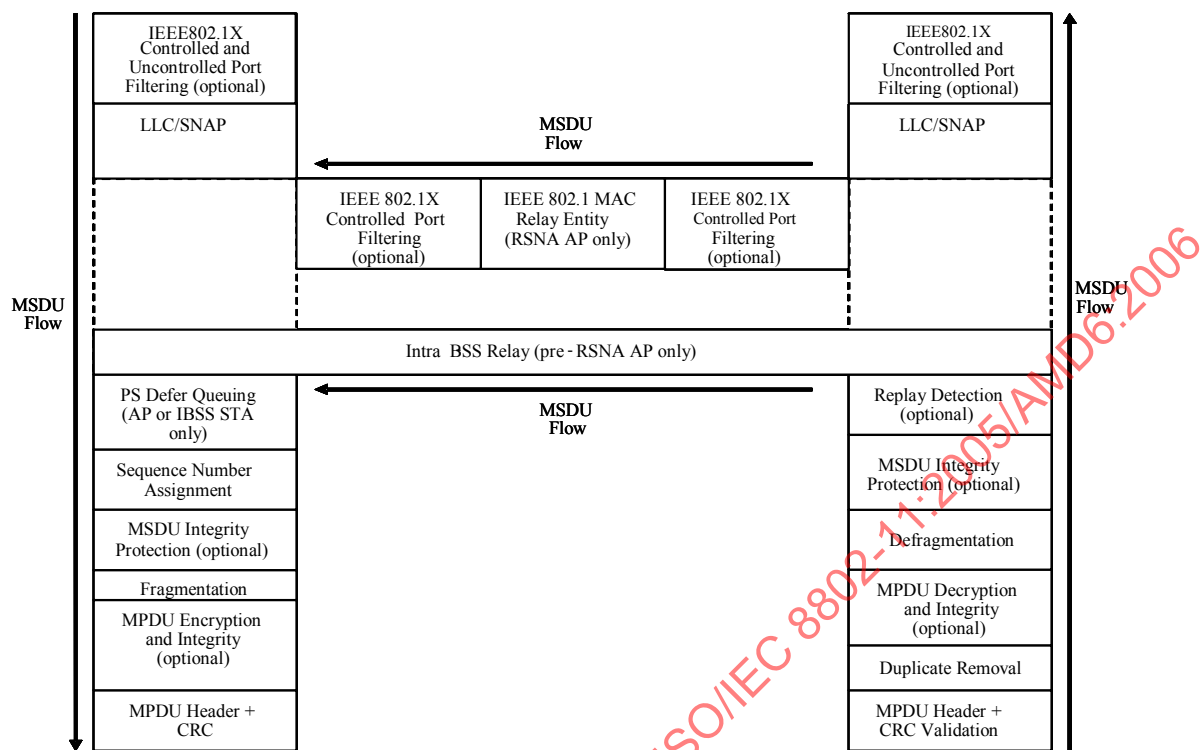 IEEE802.1X
Controlled and
Uncontrolled Port
Filtering (optional)
LLC/SNAP
IEEE802.1X
Controlled and
Uncontrolled Port
Filtering (optional)
LLC/SNAP
MSDU
Flow
IEEE 802.1X
Controlled Port
Filtering
(optional)
IEEE 802.1 MAC
Relay Entity
(RSNA AP only)
IEEE 802.1X
Controlled Port
Filtering
(optional)
MSDU
Flow
MSDU
Flow
Intra BSS Relay (pre-RSNA AP only)
MSDU
Flow
PS Defer Queuing
(AP or IBSS STA
only)
Sequence Number
Assignment
MSDU Integrity
Protection (optional)
Fragmentation
MPDU Encryption
and Integrity
(optional)
MPDU Header +
CRC
Replay Detection
(optional)
MSDU Integrity
Protection (optional)
Defragmentation
MPDU Decryption
and Integrity
(optional)
Duplicate Removal
MPDU Header +
CRC Validation
ISO/IEC 8802-11:2005/AMD6:2006